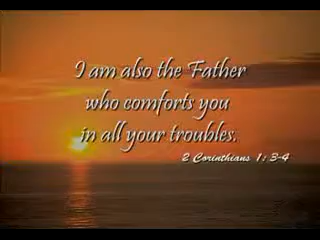 I am also the Father
who comforts you
in all your troubles.
2 Corinthians 1: 3-4